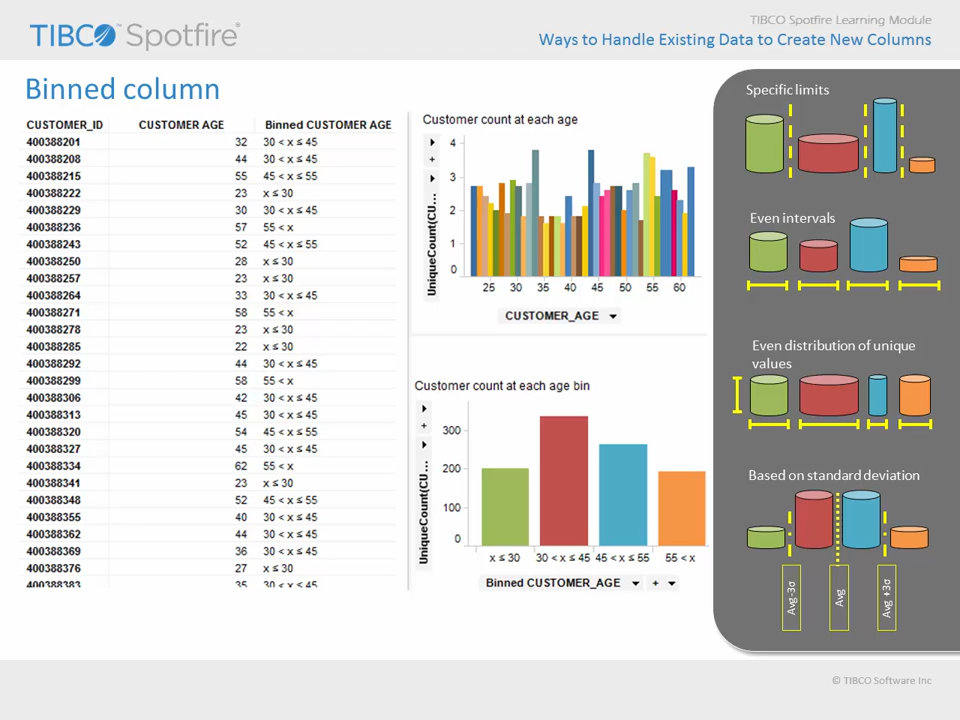 TIBCO Spotfire®
TIBCO Spotfire Learning Module
Ways to Handle Existing Data to Create New Columns
Binned column
CUSTOMER_ID CUSTOMER AGE Binned CUSTOMER AGE
400388201 32 30 < x ≤ 45
400388208 44 30 < x ≤ 45
400388215 55 45 < x ≤ 55
400388222 23 x ≤ 30
400388229 30 30 < x ≤ 45
400388236 57 55 < x
400388243 52 45 < x ≤ 55
400388250 28 x ≤ 30
400388257 23 x ≤ 30
400388264 33 30 < x ≤ 45
400388271 58 55 < x
400388278 23 x ≤ 30
400388285 22 x ≤ 30
400388292 44 30 < x ≤ 45
400388299 58 55 < x
400388306 42 30 < x ≤ 45
400388313 45 30 < x ≤ 45
400388320 54 45 < x ≤ 55
400388327 45 30 < x ≤ 45
400388334 62 55 < x
400388341 23 x ≤ 30
400388348 52 45 < x ≤ 55
400388355 40 30 < x ≤ 45
400388362 44 30 < x ≤ 45
400388369 36 30 < x ≤ 45
400388376 27 x ≤ 30
400388383 35 30 < x ≤ 45
Customer count at each age
UniqueCount(CU...
4
3
2
1
0
25 30 35 40 45 50 55 60
CUSTOMER_AGE
Customer count at each age bin
UniqueCount(CU...
300
200
100
0
x ≤ 30 30 < x ≤ 45 45 < x ≤ 55 55 < x
Binned CUSTOMER_AGE +
Specific limits
Even intervals
Even distribution of unique
values
Based on standard deviation
Avg-3σ
Avg
Avg +3σ
© TIBCO Software Inc